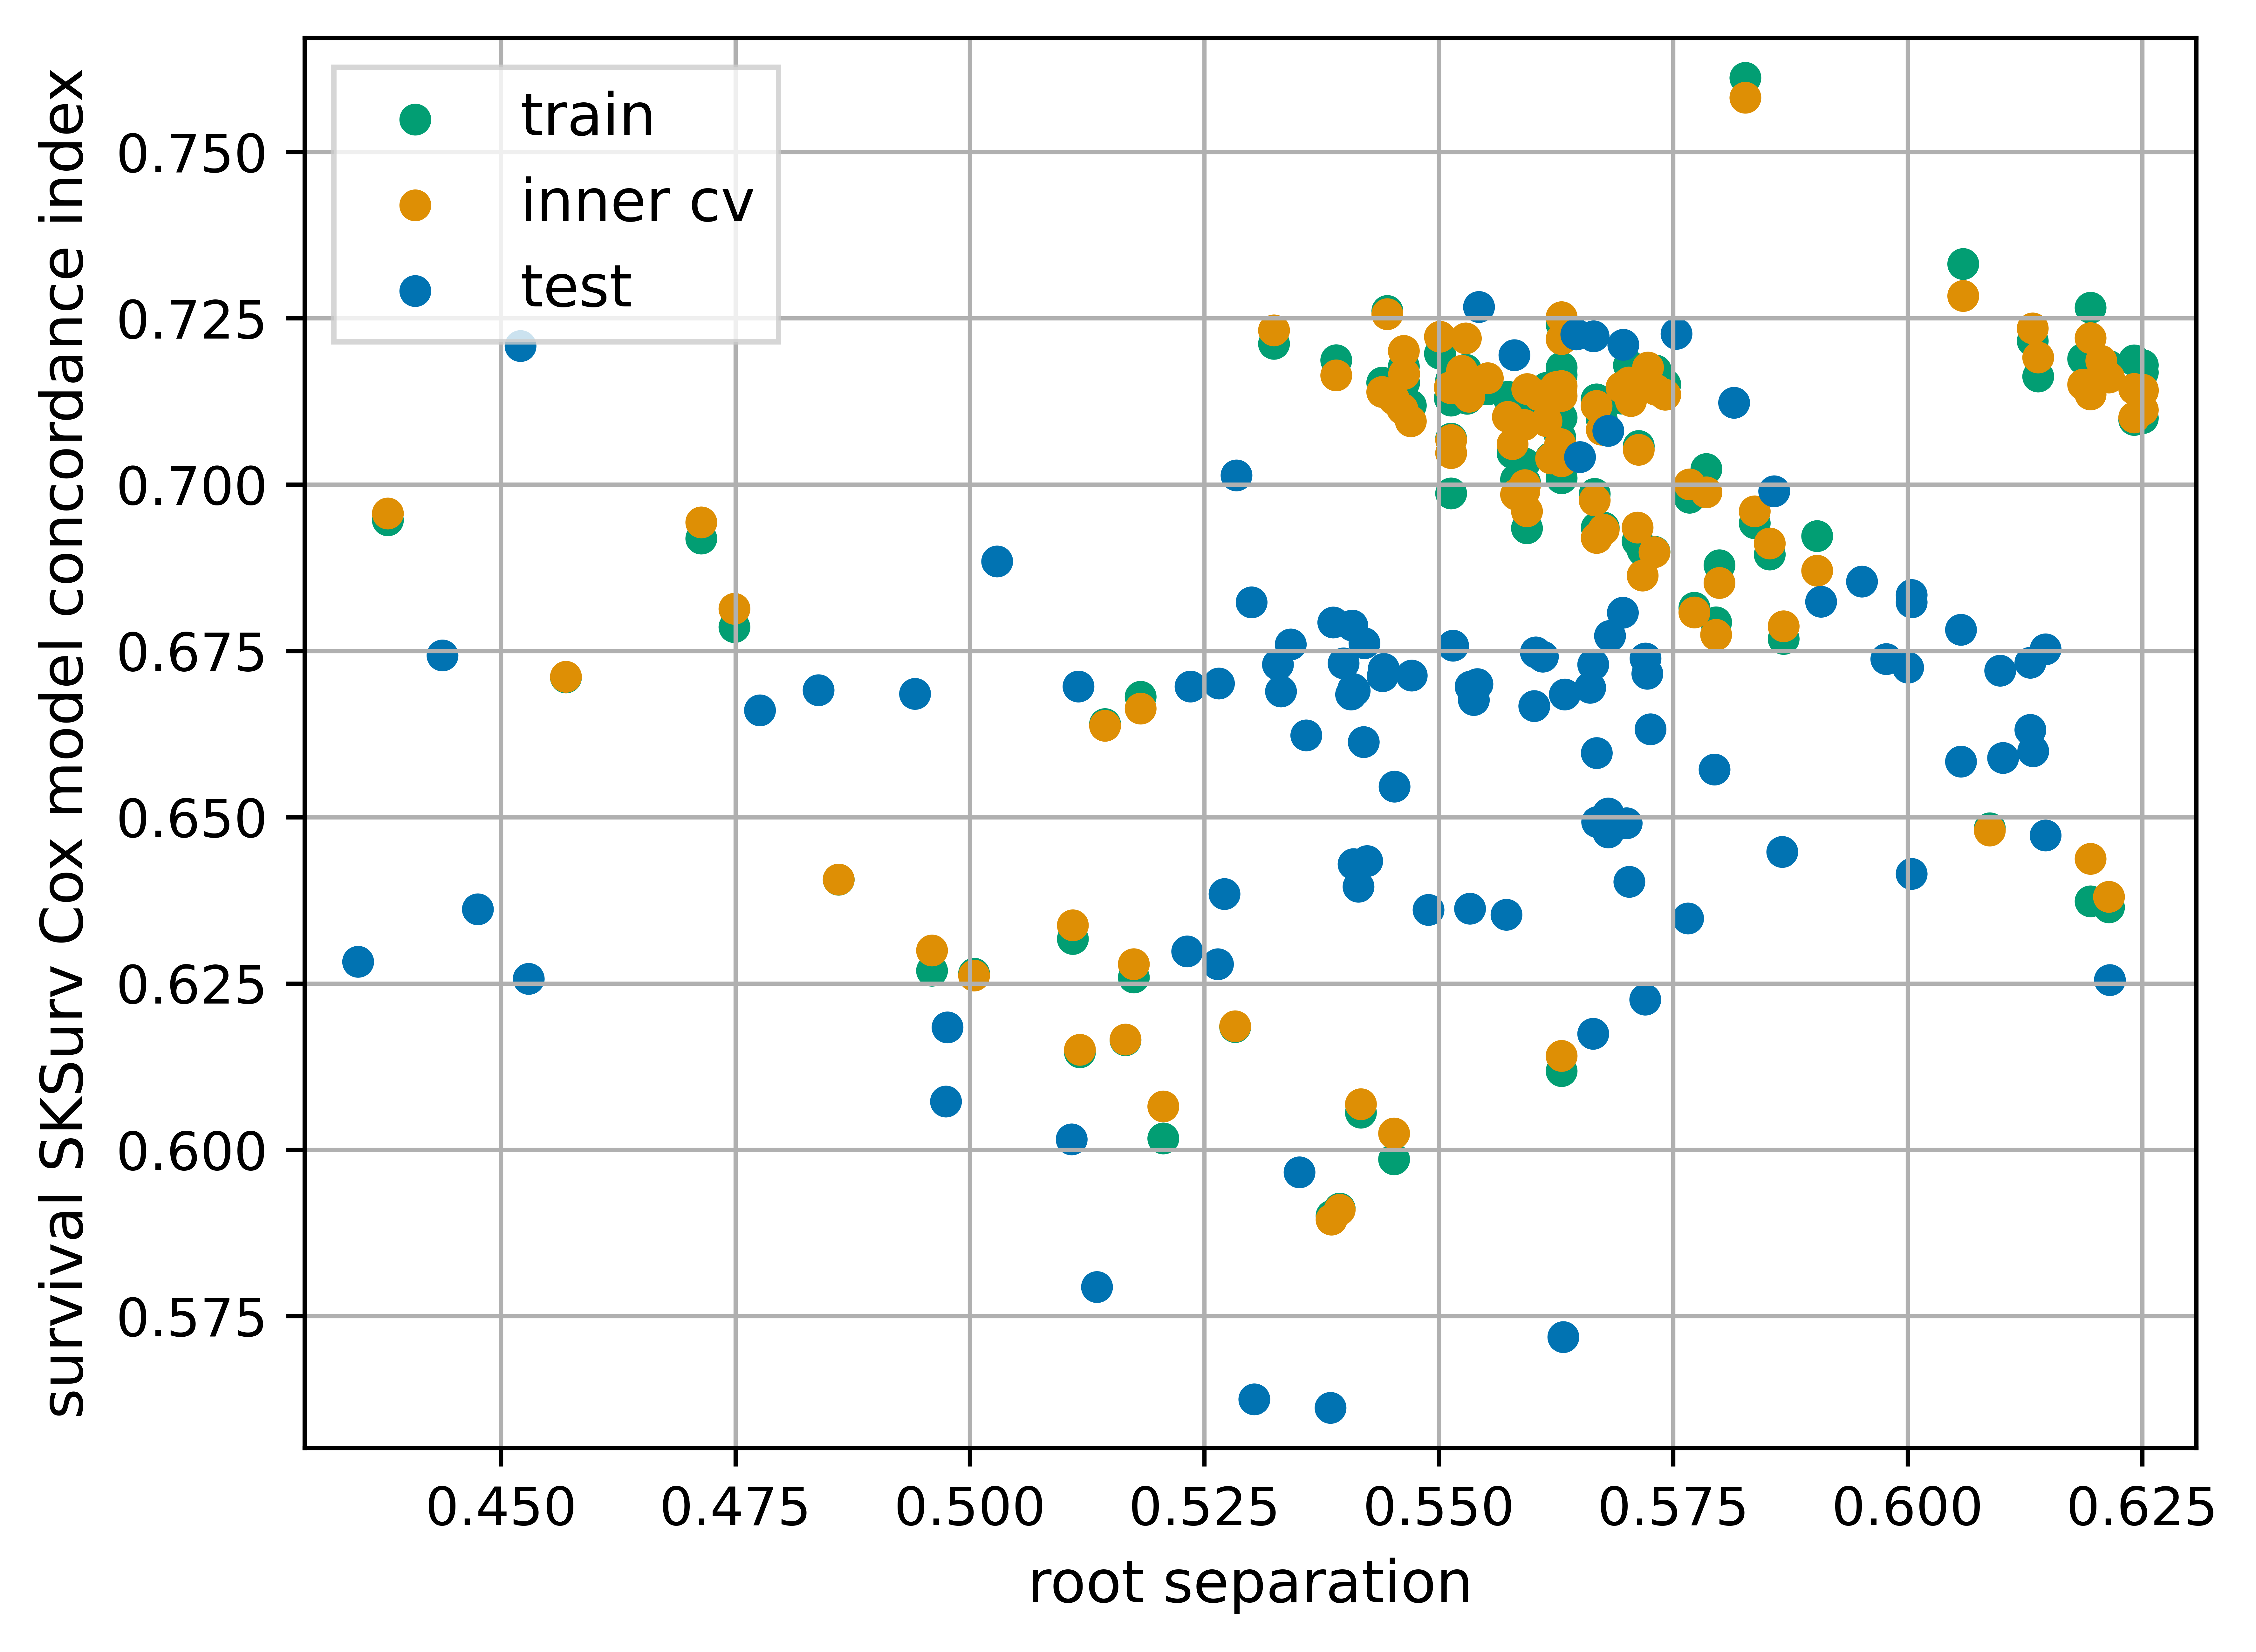 train
inner cv
test
survival SKSurv Cox model concordance index
0.750
0.725
0.700
0.675
0.650
0.625
0.600
0.575
0.450 0.475 0.500 0.525 0.550 0.575 0.600 0.625
root separation